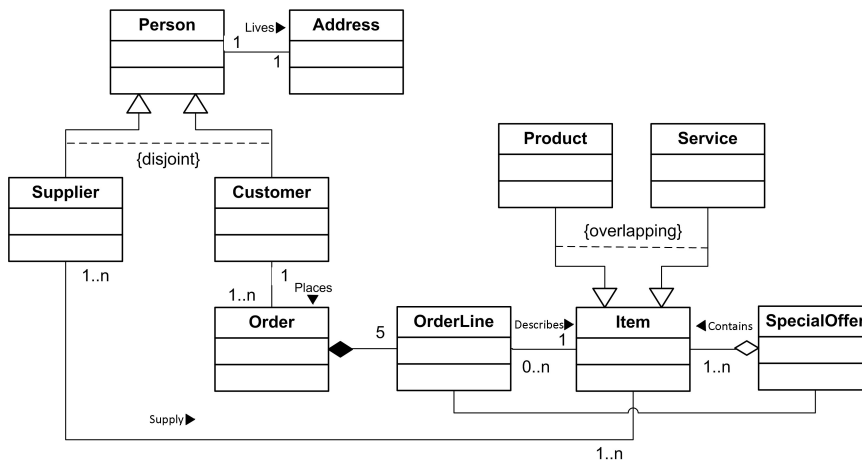 Person
Lives
Address
1
1
{disjoint}
Product
Service
Supplier
Customer
{overlapping}
1..n
1
1..n
Places
Order
5
OrderLine
Describes
1
0..n
Item
Contains
1..n
SpecialOffer
Supply
1..n